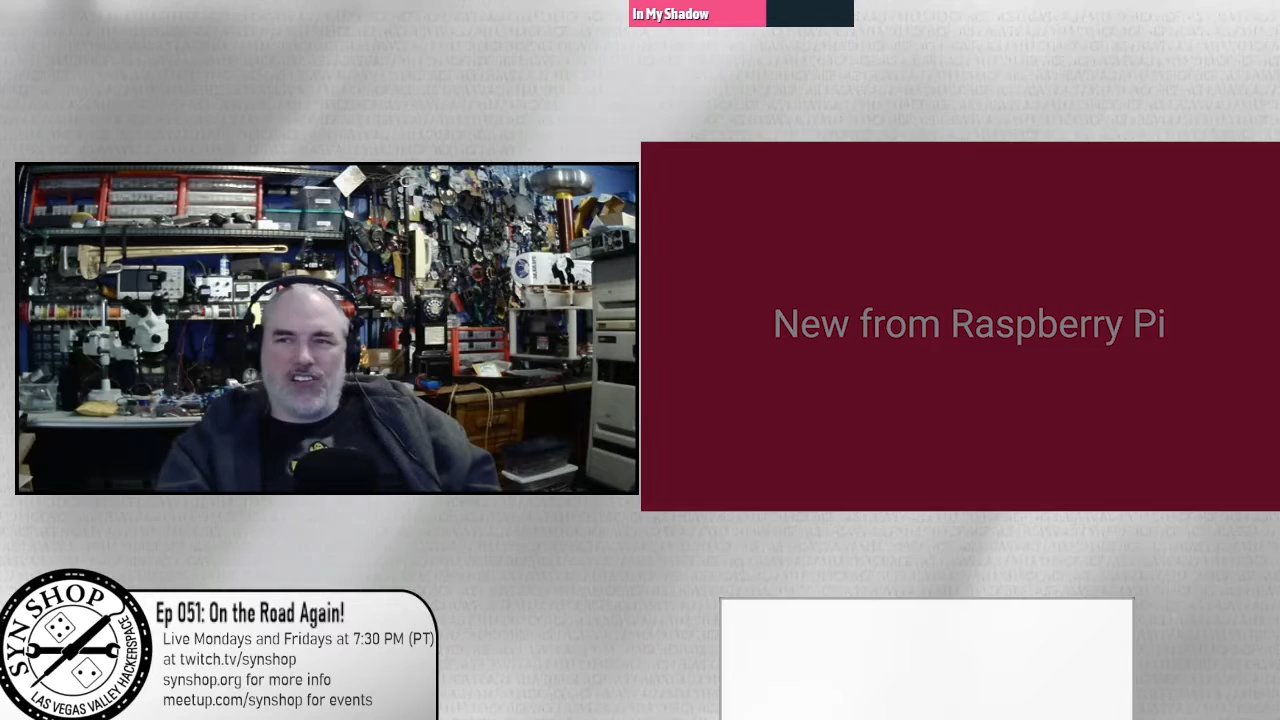 In My Shadow
New from Raspberry Pi
SYN SHOP
LAS VEGAS VALLEY HACKERSPACE
Ep 051: On the Road Again!
Live Mondays and Fridays at 7:30 PM (PT)
at twitch.tv/synshop
synshop.org for more info
meetup.com/synshop for events